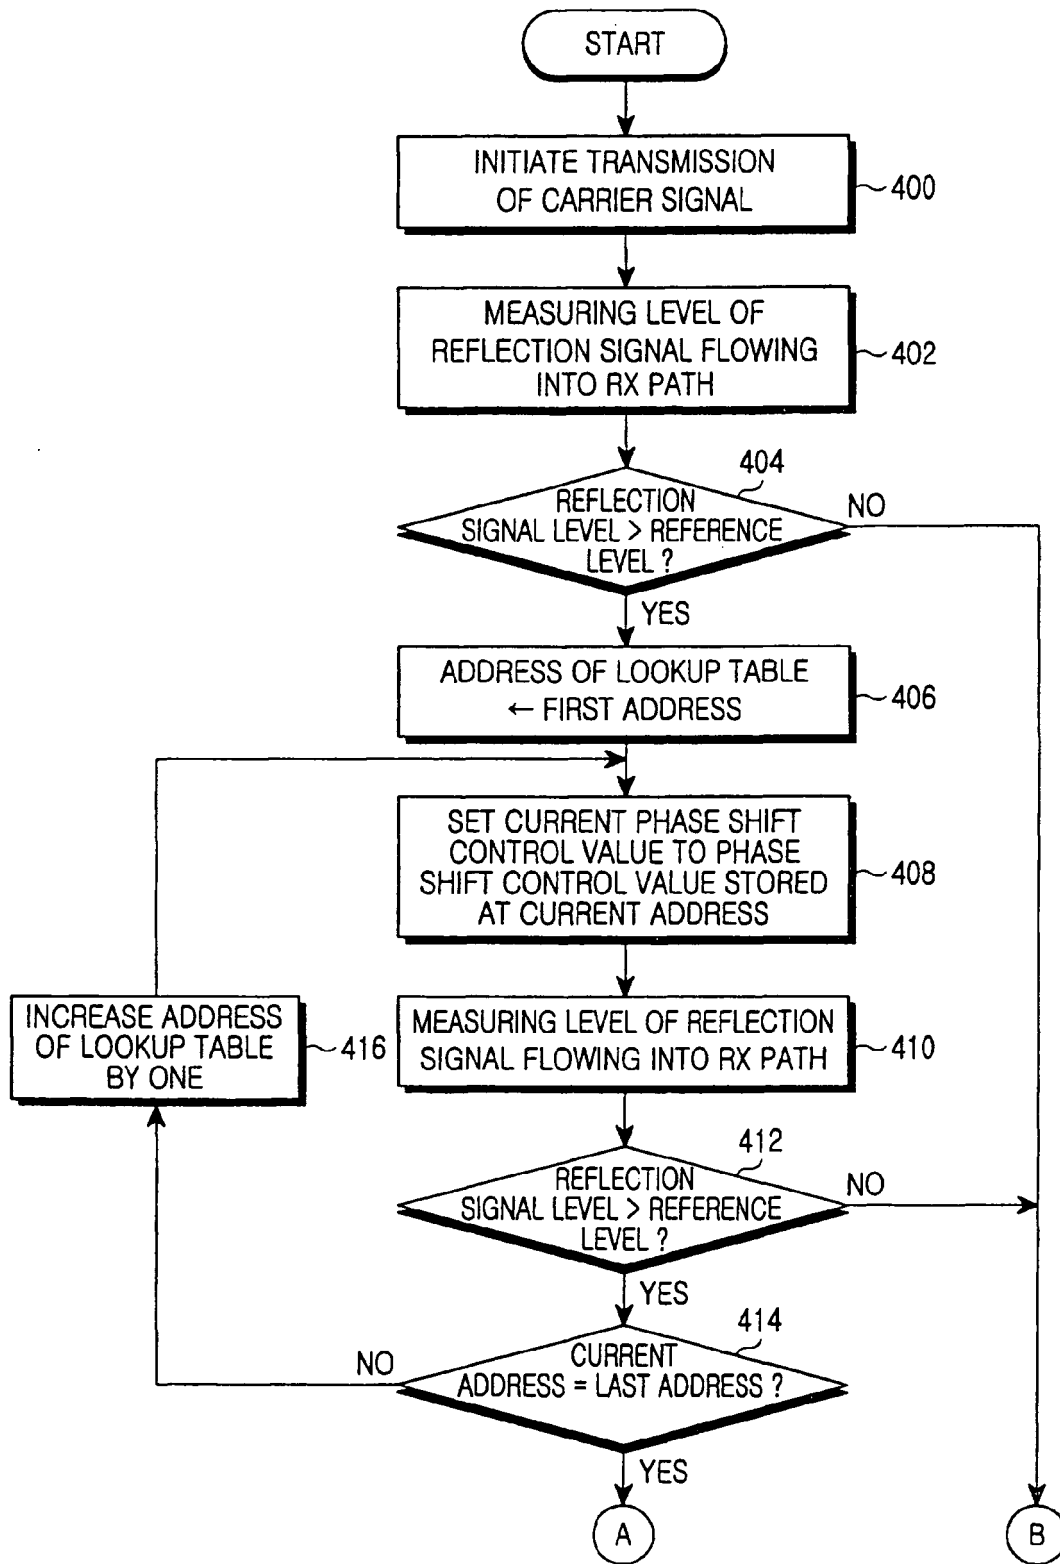 START
INITIATE TRANSMISSION
OF CARRIER SIGNAL
400
MEASURING LEVEL OF
REFLECTION SIGNAL FLOWING
INTO RX PATH
402
404
REFLECTION
SIGNAL LEVEL > REFERENCE
LEVEL ?
NO
YES
ADDRESS OF LOOKUP TABLE
← FIRST ADDRESS
406
SET CURRENT PHASE SHIFT
CONTROL VALUE TO PHASE
SHIFT CONTROL VALUE STORED
AT CURRENT ADDRESS
408
INCREASE ADDRESS
OF LOOKUP TABLE
BY ONE
416
MEASURING LEVEL OF REFLECTION
SIGNAL FLOWING INTO RX PATH
410
412
REFLECTION
SIGNAL LEVEL > REFERENCE
LEVEL ?
NO
YES
414
CURRENT
ADDRESS = LAST ADDRESS ?
NO
YES
A
B